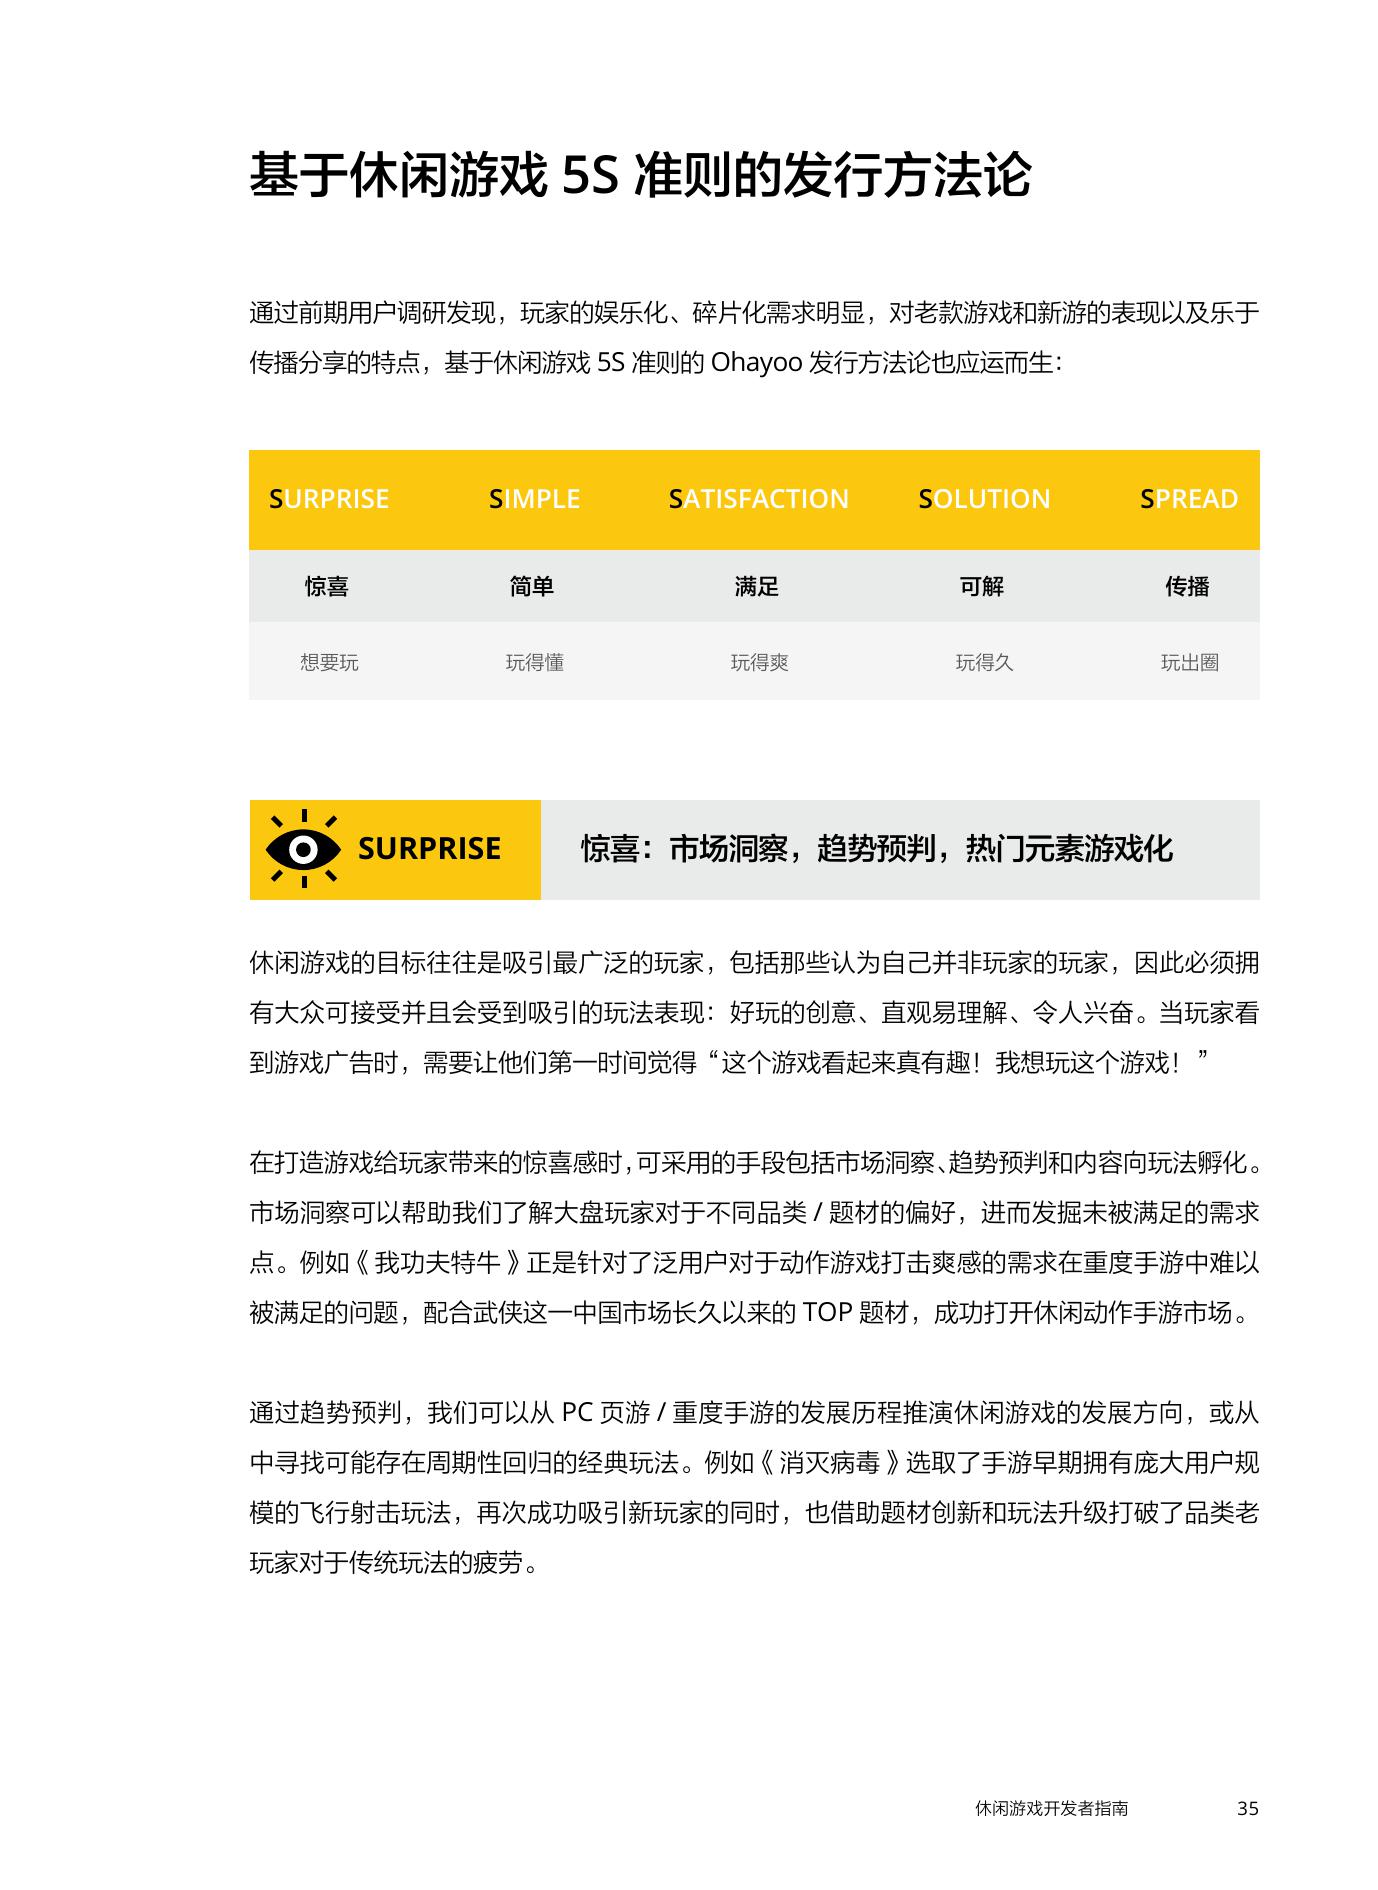 基于休闲游戏 5S 准则的发行方法论
通过前期用户调研发现，玩家的娱乐化、碎片化需求明显，对老款游戏和新游的表现以及乐于
传播分享的特点，基于休闲游戏 5S 准则的 Ohayoo 发行方法论也应运而生：
SURPRISE SIMPLE SATISFACTION SOLUTION SPREAD
惊喜 简单 满足 可解 传播
想要玩 玩得懂 玩得爽 玩得久 玩出圈
SURPRISE 惊喜：市场洞察，趋势预判，热门元素游戏化
休闲游戏的目标往往是吸引最广泛的玩家，包括那些认为自己并非玩家的玩家，因此必须拥
有大众可接受并且会受到吸引的玩法表现：好玩的创意、直观易理解、令人兴奋。当玩家看
到游戏广告时，需要让他们第一时间觉得“这个游戏看起来真有趣！我想玩这个游戏！”
在打造游戏给玩家带来的惊喜感时，可采用的手段包括市场洞察、趋势预判和内容向玩法孵化。
市场洞察可以帮助我们了解大盘玩家对于不同品类 / 题材的偏好，进而发掘未被满足的需求
点。例如《我功夫特牛》正是针对了泛用户对于动作游戏打击爽感的需求在重度手游中难以
被满足的问题，配合武侠这一中国市场长久以来的 TOP 题材，成功打开休闲动作手游市场。
通过趋势预判，我们可以从 PC 页游 / 重度手游的发展历程推演休闲游戏的发展方向，或从
中寻找可能存在周期性回归的经典玩法。例如《消灭病毒》选取了手游早期拥有庞大用户规
模的飞行射击玩法，再次成功吸引新玩家的同时，也借助题材创新和玩法升级打破了品类老
玩家对于传统玩法的疲劳。
休闲游戏开发者指南 35